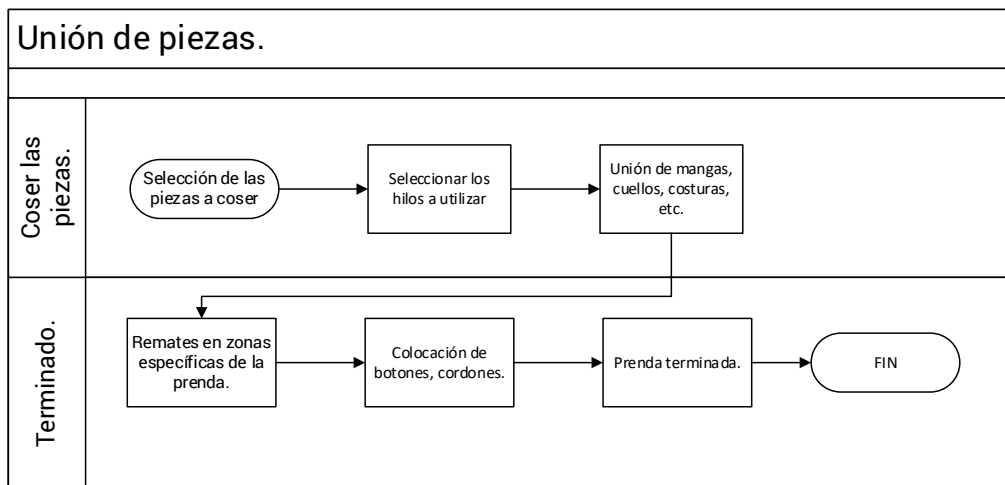 Unión de piezas.
Coser las
piezas.
Selección de las
piezas a coser
Seleccionar los
hilos a utilizar
Unión de mangas,
cuellos, costuras,
etc.
Terminado.
Remates en zonas
específicas de la
prenda.
Colocación de
botones, cordones.
Prenda terminada.
FIN